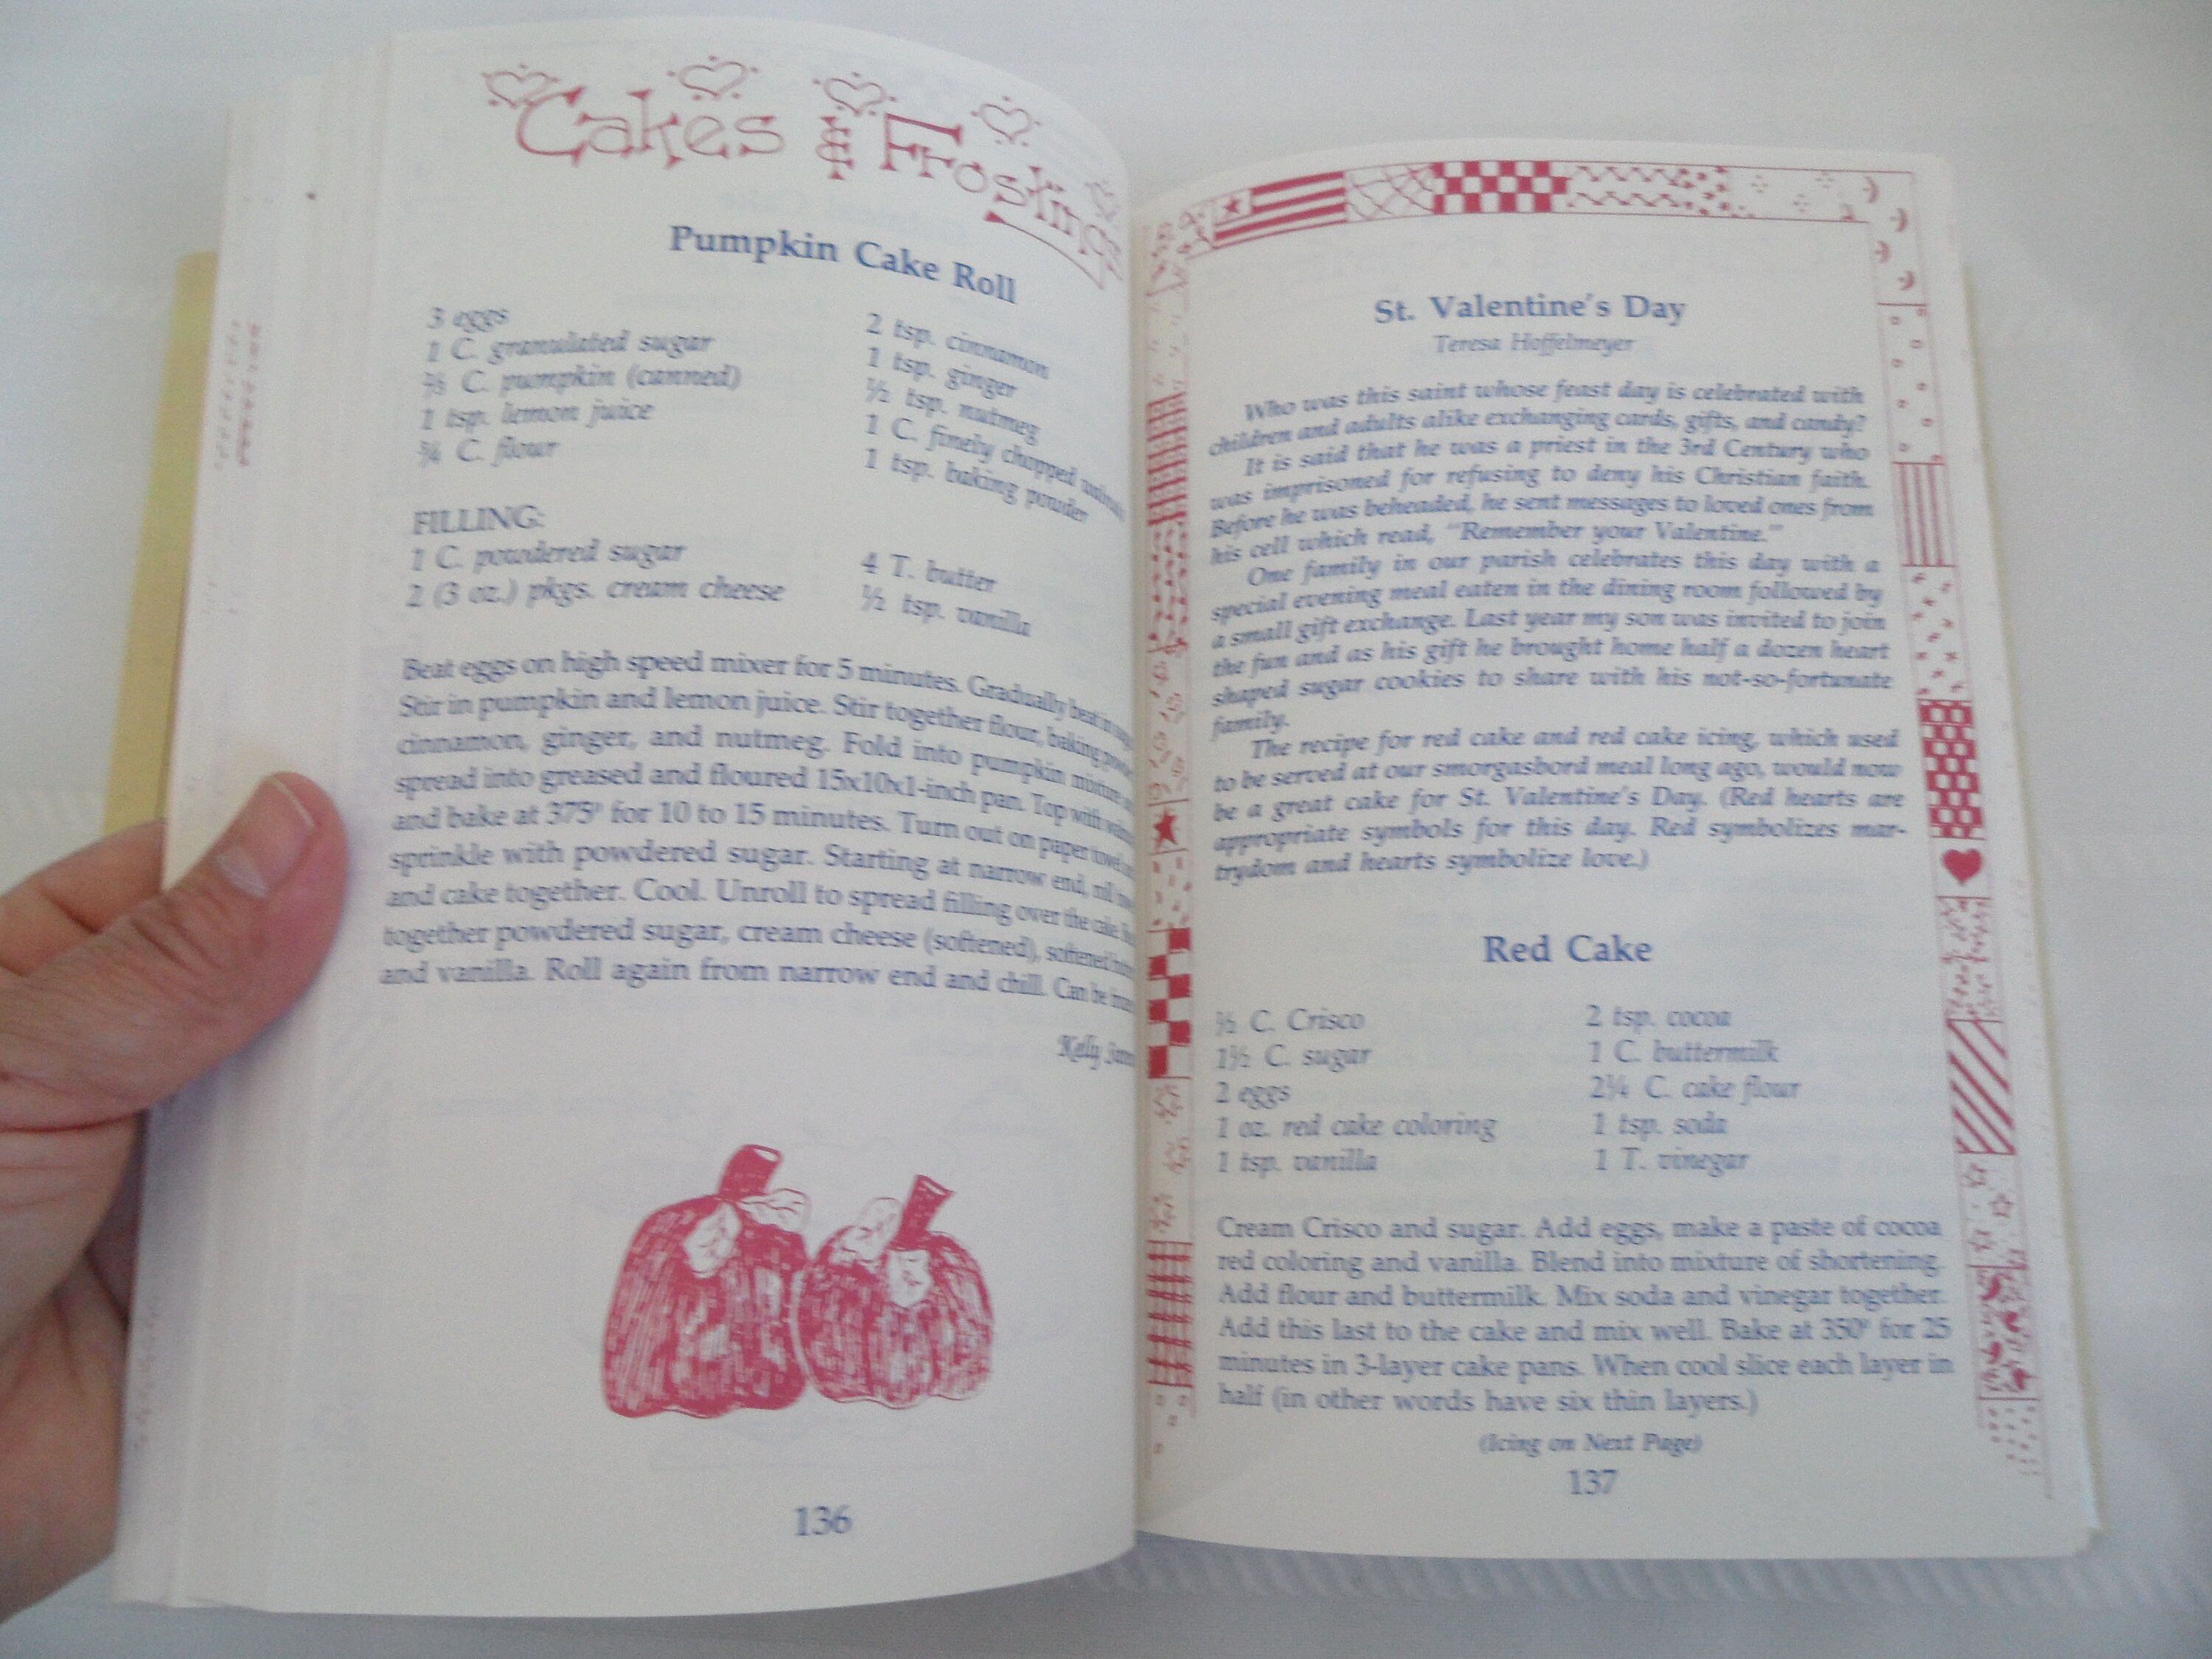 Cakes & Frostings
Pumpkin Cake Roll
3 eggs
1 C. granulated sugar
⅔ C. pumpkin (canned)
1 tsp. lemon juice
¾ C. flour
2 tsp. cinnamon
1 tsp. ginger
½ tsp. nutmeg
1 C. finely chopped walnuts
1 tsp. baking powder
FILLING:
1 C. powdered sugar
2 (3 oz.) pkgs. cream cheese
4 T. butter
½ tsp. vanilla
Beat eggs on high speed mixer for 5 minutes. Gradually beat in
Stir in pumpkin and lemon juice. Stir together flour, baking
cinnamon, ginger, and nutmeg. Fold into pumpkin mixture
spread into greased and floured 15x10x1-inch pan. Top with
and bake at 375° for 10 to 15 minutes. Turn out on paper
sprinkle with powdered sugar. Starting at narrow end, roll
and cake together. Cool. Unroll to spread filling over the cake.
together powdered sugar, cream cheese (softened), softened
and vanilla. Roll again from narrow end and chill. Can be
Kelly
136
St. Valentine's Day
Teresa Hoffelmeyer
Who was this saint whose feast day is celebrated with
children and adults alike exchanging cards, gifts, and candy?
It is said that he was a priest in the 3rd Century who
was imprisoned for refusing to deny his Christian faith.
Before he was beheaded, he sent messages to loved ones from
his cell which read, "Remember your Valentine."
One family in our parish celebrates this day with a
special evening meal eaten in the dining room followed by
a small gift exchange. Last year my son was invited to join
the fun and as his gift he brought home half a dozen heart
shaped sugar cookies to share with his not-so-fortunate
family.
The recipe for red cake and red cake icing, which used
to be served at our smorgasbord meal long ago, would now
be a great cake for St. Valentine's Day. (Red hearts are
appropriate symbols for this day. Red symbolizes mar-
trydom and hearts symbolize love.)
Red Cake
C. Crisco
1½ C. sugar
2 eggs
1 oz. red cake coloring
1 tsp. vanilla
2 tsp. cocoa
1 C. buttermilk
2¼ C. cake flour
1 tsp. soda
1 T. vinegar
Cream Crisco and sugar. Add eggs, make a paste of cocoa
red coloring and vanilla. Blend into mixture of shortening.
Add flour and buttermilk. Mix soda and vinegar together.
Add this last to the cake and mix well. Bake at 350° for 25
minutes in 3-layer cake pans. When cool slice each layer in
half (in other words have six thin layers.)
(Icing on Next Page)
137